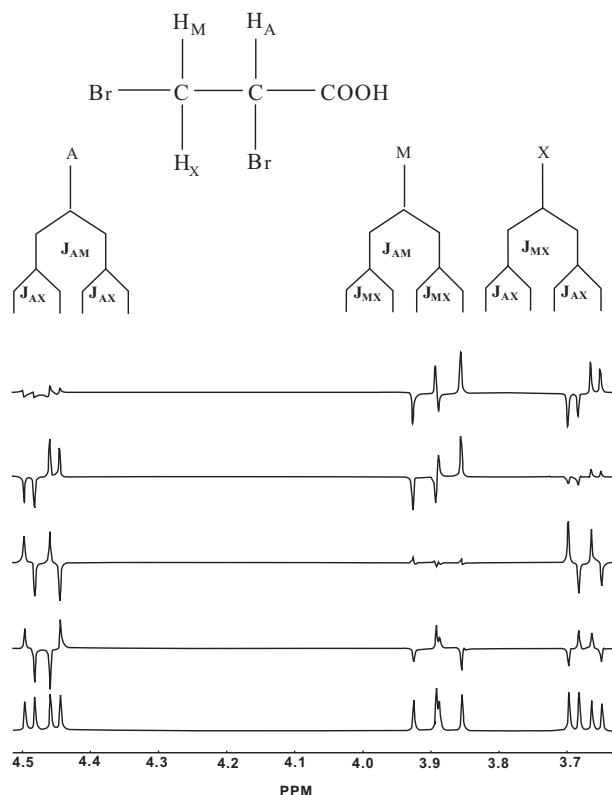 H_M H_A
Br C C COOH
H_X Br
A M X
J_AM J_AM J_MX
J_AX J_AX J_MX J_MX J_AX J_AX
4.5 4.4 4.3 4.2 4.1 4.0 3.9 3.8 3.7
PPM